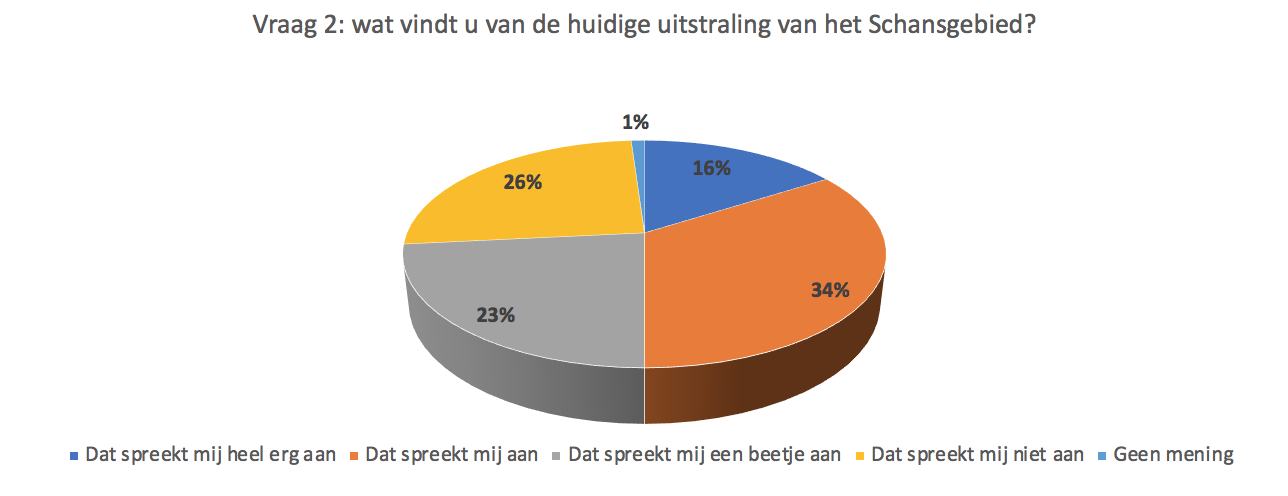 Vraag 2: wat vindt u van de huidige uitstraling van het Schansgebied?
1%
16%
26%
34%
23%
Dat spreekt mij heel erg aan Dat spreekt mij aan Dat spreekt mij een beetje aan Dat spreekt mij niet aan Geen mening